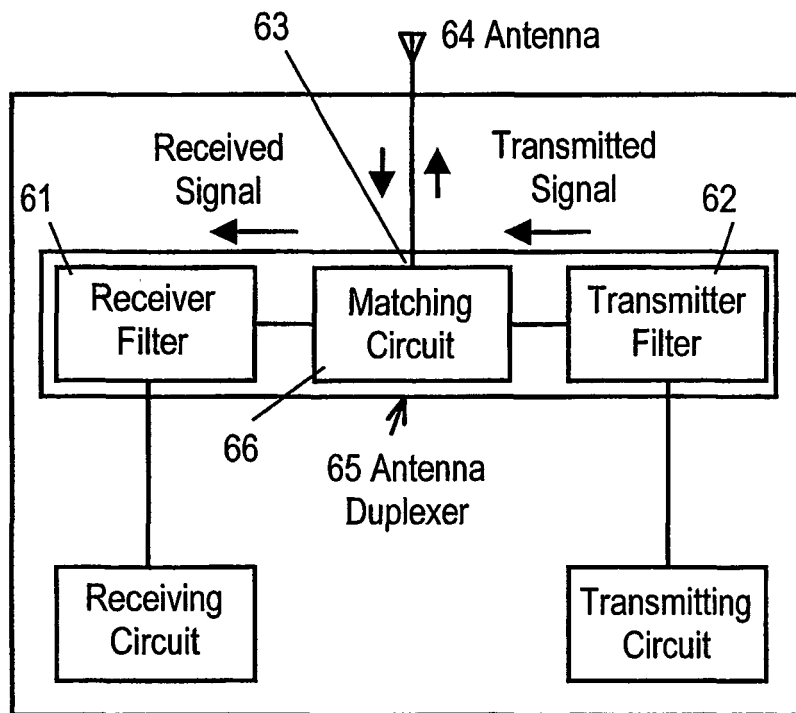 63
64 Antenna
Received
Signal
Transmitted
Signal
61
62
Receiver
Filter
Matching
Circuit
Transmitter
Filter
66
65 Antenna
Duplexer
Receiving
Circuit
Transmitting
Circuit